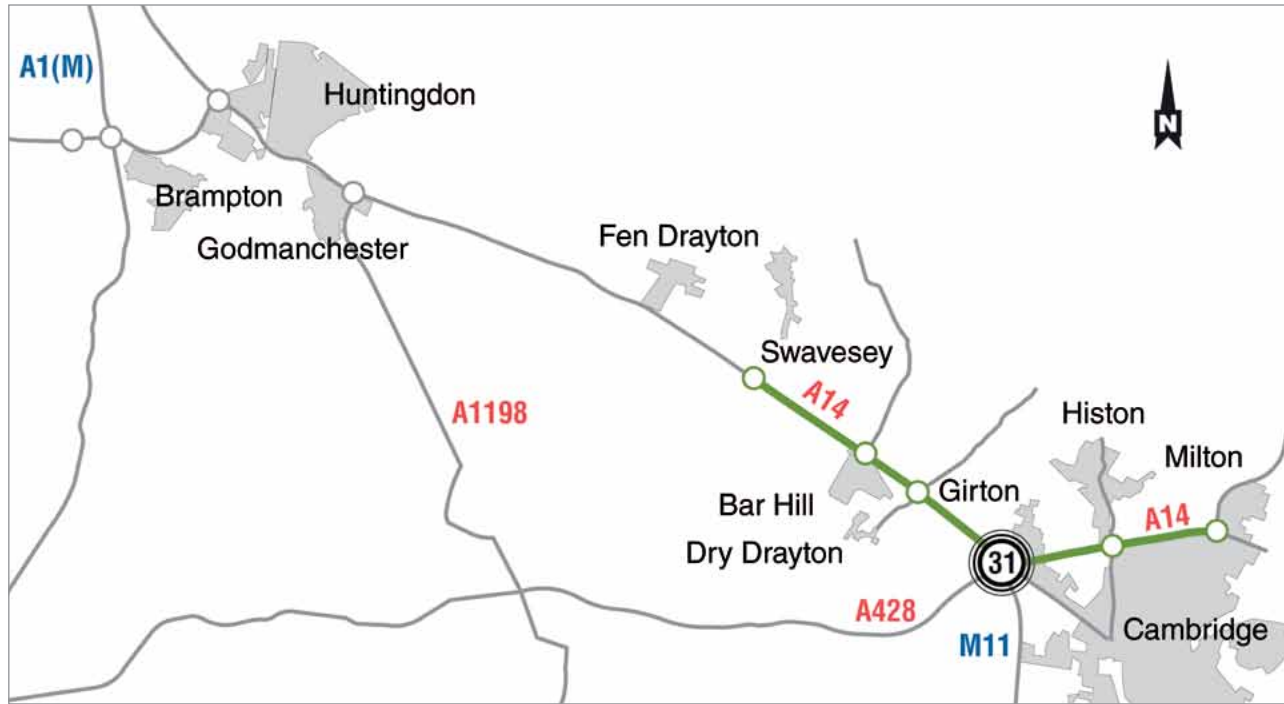 A1(M)
Huntingdon
N
Brampton
Godmanchester
Fen Drayton
Swavesey
A14
A1198
Histon
Milton
Bar Hill
Girton
A14
Dry Drayton
31
A428
M11
Cambridge